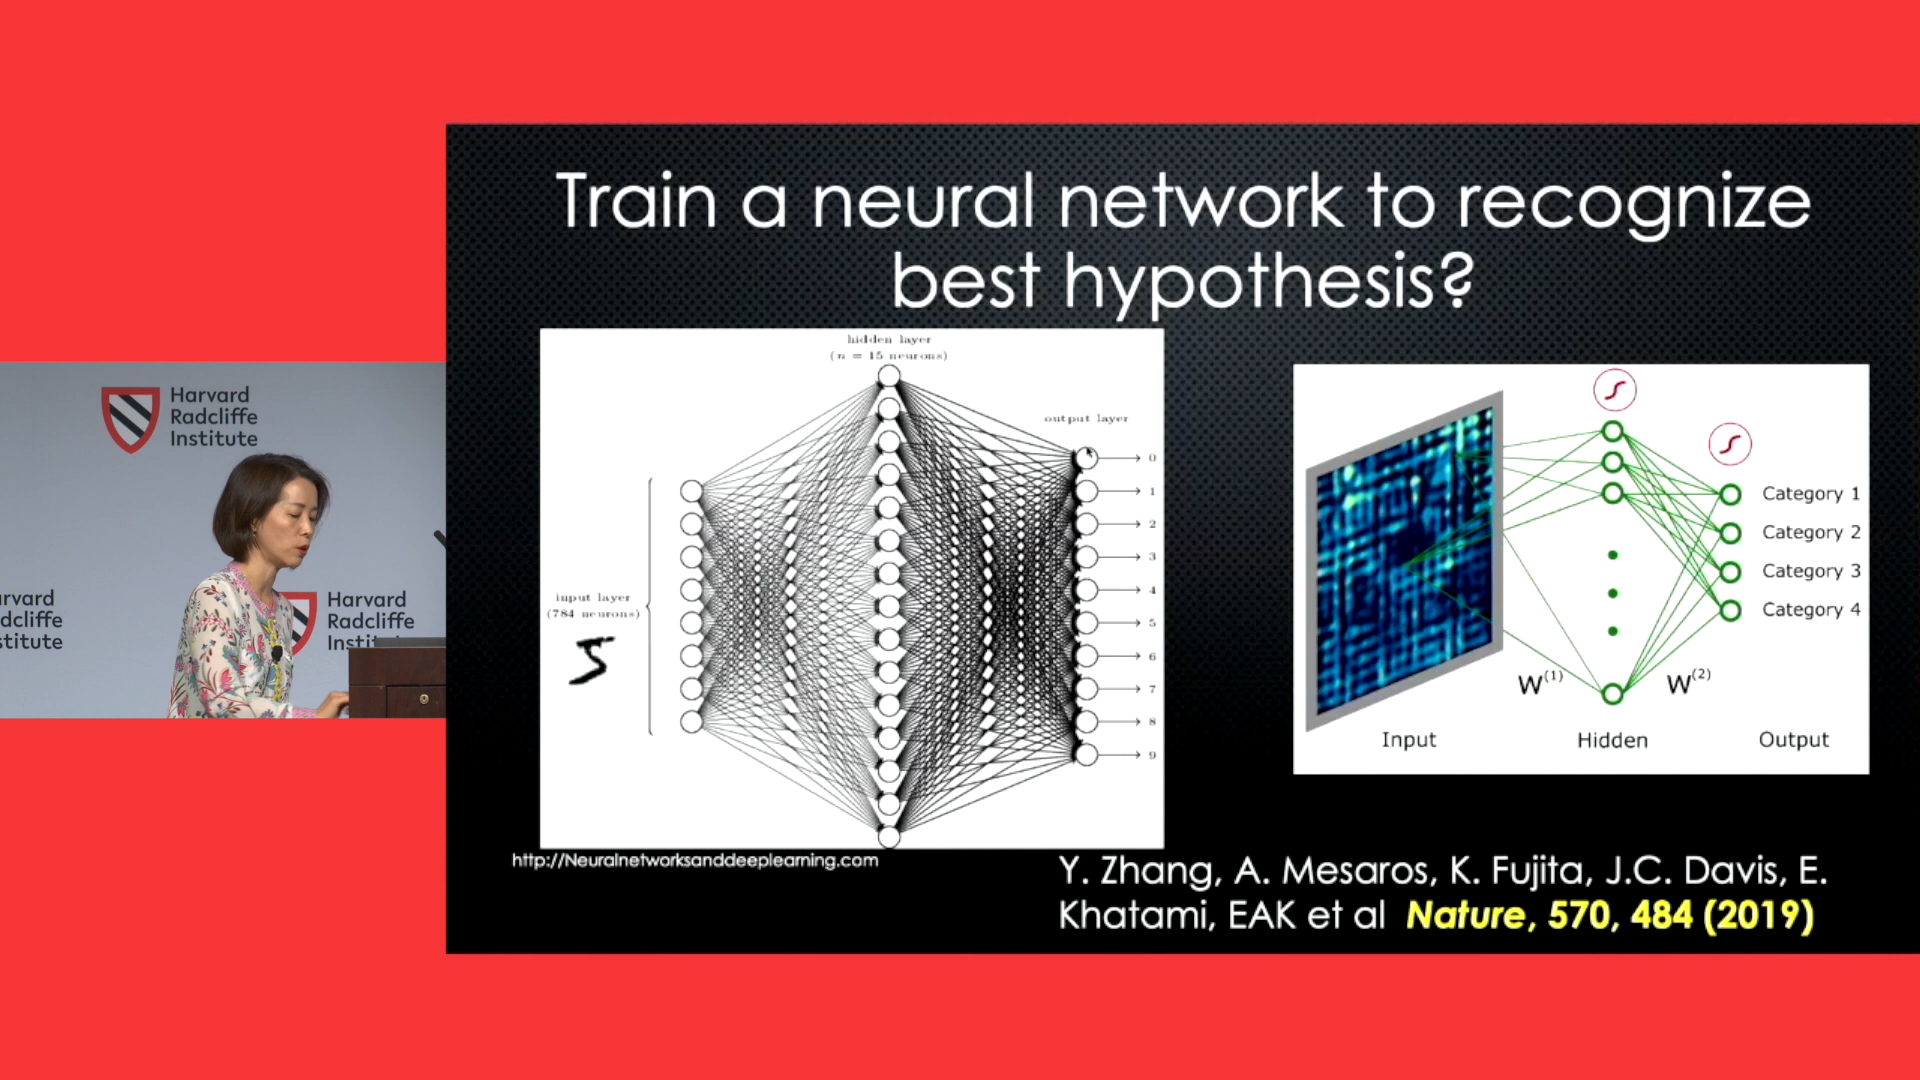 Train a neural network to recognize
best hypothesis?
hidden layer
(n = 15 neurons)
output layer
input layer
(784 neurons)
5
0
1
2
3
4
5
6
7
8
9
http://Neuralnetworksanddeeplearning.com
Category 1
Category 2
Category 3
Category 4
W(1)
W(2)
Input
Hidden
Output
Y. Zhang, A. Mesaros, K. Fujita, J.C. Davis, E.
Khatami, EAK et al Nature, 570, 484 (2019)
Harvard
Radcliffe
Institute
rvard
dcliffe
stitute
Harvard
Radcliffe
Instit